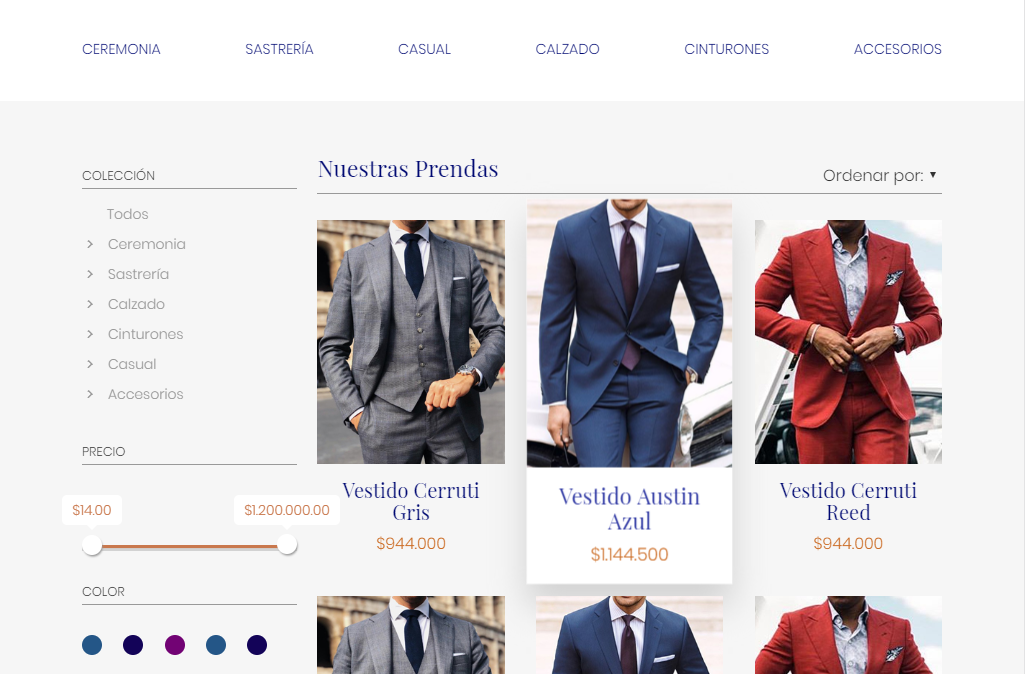 CEREMONIA SASTRERÍA CASUAL CALZADO CINTURONES ACCESORIOS
COLECCIÓN
Todos
Ceremonia
Sastrería
Calzado
Cinturones
Casual
Accesorios
PRECIO
$14.00 $1.200.000.00
COLOR
Nuestras Prendas
Ordenar por:
Vestido Cerruti
Gris
$944.000
Vestido Austin
Azul
$1.144.500
Vestido Cerruti
Reed
$944.000